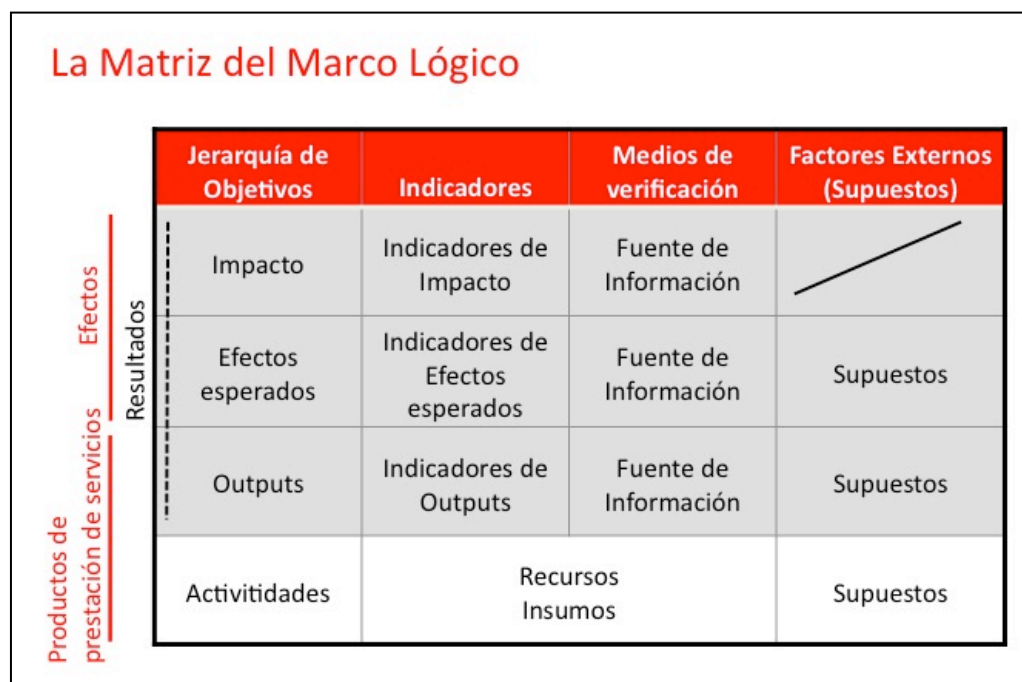 La Matriz del Marco Lógico
Jerarquía de
Objetivos
Indicadores
Medios de
verificación
Factores Externos
(Supuestos)
Efectos
Resultados
Productos de
prestación de servicios
Impacto
Indicadores de
Impacto
Fuente de
Información
Efectos
esperados
Indicadores de
Efectos
esperados
Fuente de
Información
Supuestos
Outputs
Indicadores de
Outputs
Fuente de
Información
Supuestos
Activitidades
Recursos
Insumos
Supuestos